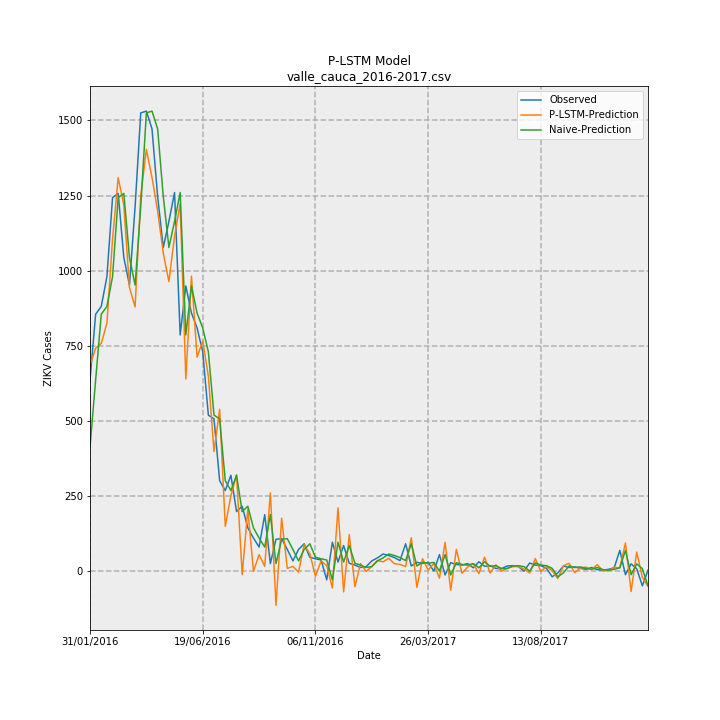 P-LSTM Model
valle_cauca_2016-2017.csv
Observed
P-LSTM-Prediction
Naive-Prediction
1500
1250
1000
750
500
250
0
ZIKV Cases
31/01/2016
19/06/2016
06/11/2016
26/03/2017
13/08/2017
Date